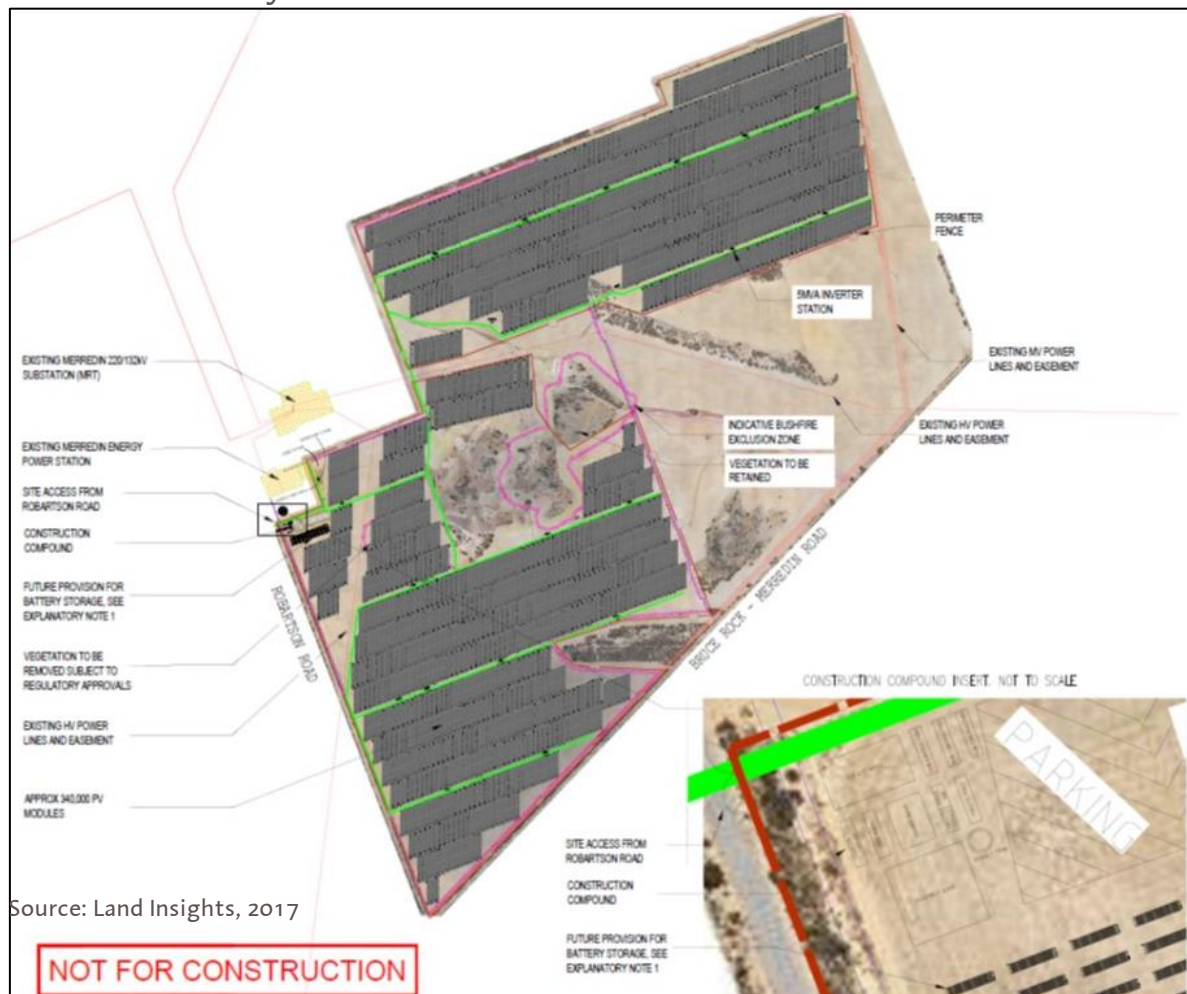 PERIMETER
FENCE
5MVA INVERTER
STATION
EXISTING MERREDIN 220/132kV
SUBSTATION (MRT)
EXISTING MV POWER
LINES AND EASEMENT
EXISTING MERREDIN ENERGY
POWER STATION
INDICATIVE BUSHFIRE
EXCLUSION ZONE
EXISTING HV POWER
LINES AND EASEMENT
VEGETATION TO BE
RETAINED
SITE ACCESS FROM
ROBARTSON ROAD
CONSTRUCTION
COMPOUND
FUTURE PROVISION FOR
BATTERY STORAGE, SEE
EXPLANATORY NOTE 1
VEGETATION TO BE
REMOVED SUBJECT TO
REGULATORY APPROVALS
EXISTING HV POWER
LINES AND EASEMENT
APPROX 340,000 PV
MODULES
ROBARTSON ROAD
BRUCE ROCK - MERREDIN ROAD
CONSTRUCTION COMPOUND INSERT. NOT TO SCALE
PARKING
SITE ACCESS FROM
ROBARTSON ROAD
CONSTRUCTION
COMPOUND
FUTURE PROVISION FOR
BATTERY STORAGE, SEE
EXPLANATORY NOTE 1
Source: Land Insights, 2017
NOT FOR CONSTRUCTION